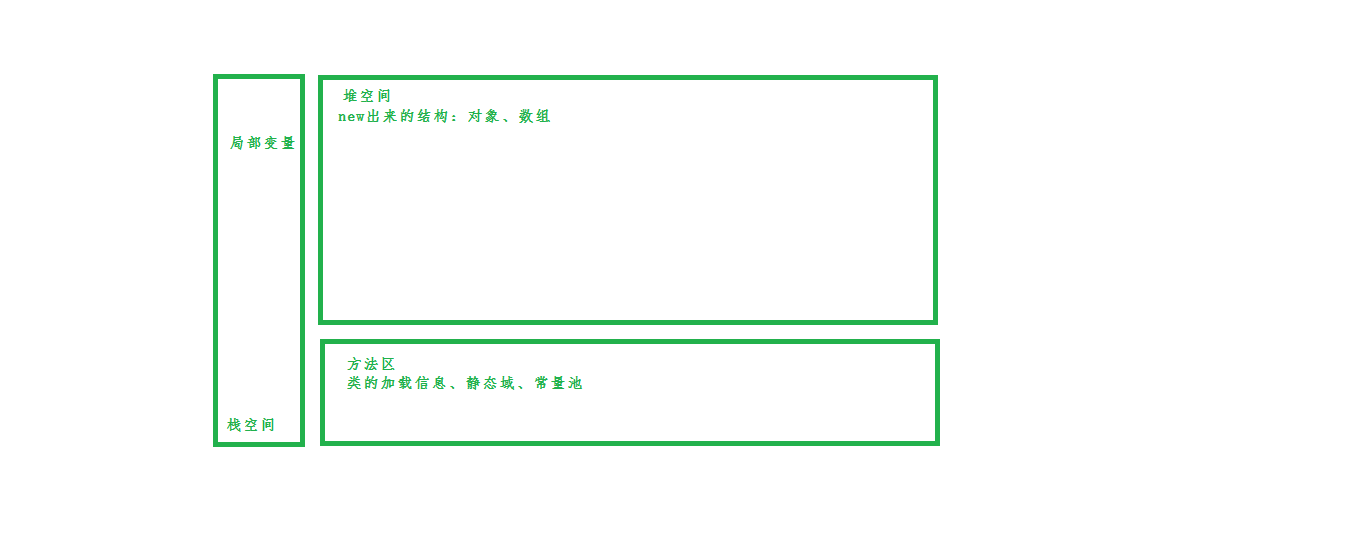 局部变量
栈空间
堆空间
new出来的结构：对象、数组
方法区
类的加载信息、静态域、常量池